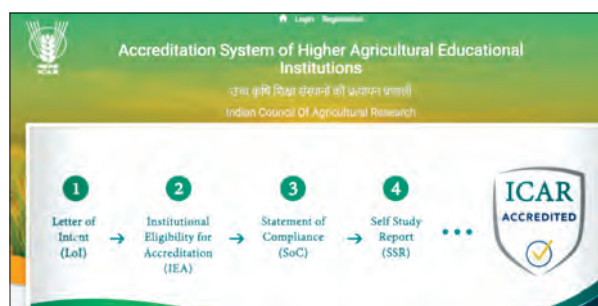 Login Registration
Accreditation System of Higher Agricultural Educational
Institutions
उच्च कृषि शिक्षा संस्थानों की प्रत्यायन प्रणाली
Indian Council Of Agricultural Research
ICAR
1
2
3
4
Letter of
Intent
(LoI)
Institutional
Eligibility for
Accreditation
(IEA)
Statement of
Compliance
(SoC)
Self Study
Report
(SSR)
ICAR
ACCREDITED